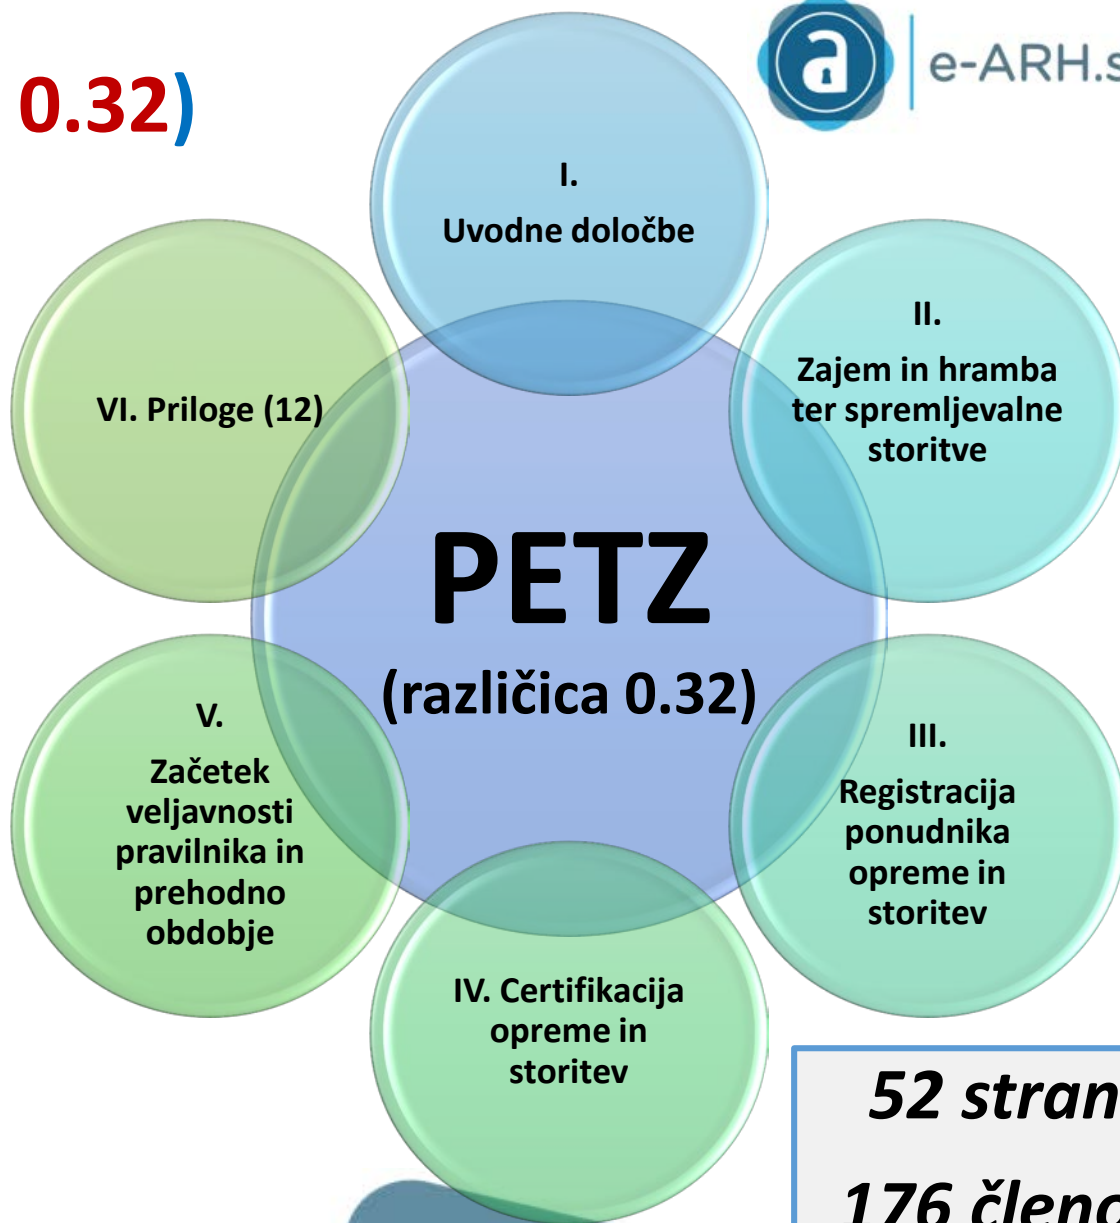 0.32)
e-ARH.s
I.
Uvodne določbe
II.
Zajem in hramba
ter spremljevalne
storitve
III.
Registracija
ponudnika
opreme in
storitev
IV. Certifikacija
opreme in
storitev
V.
Začetek
veljavnosti
pravilnika in
prehodno
obdobje
VI. Priloge (12)
PETZ
(različica 0.32)
52 stran
176 členo